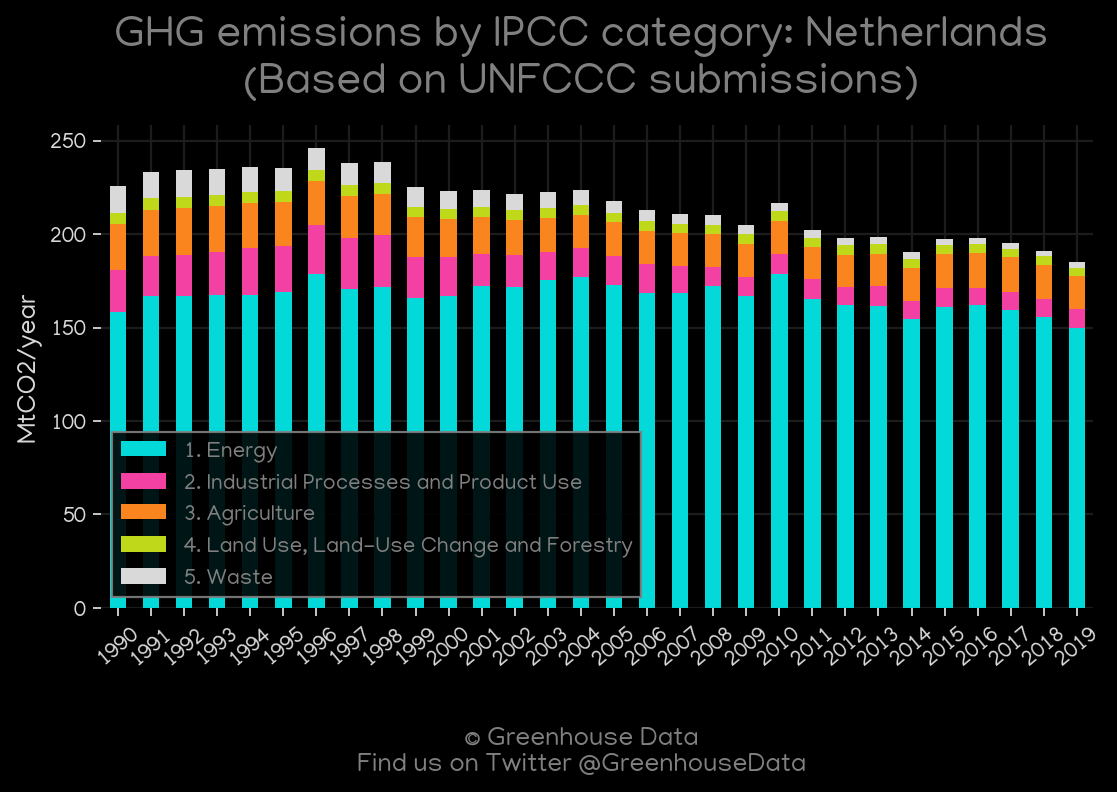 GHG emissions by IPCC category: Netherlands
(Based on UNFCCC submissions)
MtCO2/year
250
200
150
100
50
0
1. Energy
2. Industrial Processes and Product Use
3. Agriculture
4. Land Use, Land-Use Change and Forestry
5. Waste
1990 1991 1992 1993 1994 1995 1996 1997 1998 1999 2000 2001 2002 2003 2004 2005 2006 2007 2008 2009 2010 2011 2012 2013 2014 2015 2016 2017 2018 2019
© Greenhouse Data
Find us on Twitter @GreenhouseData